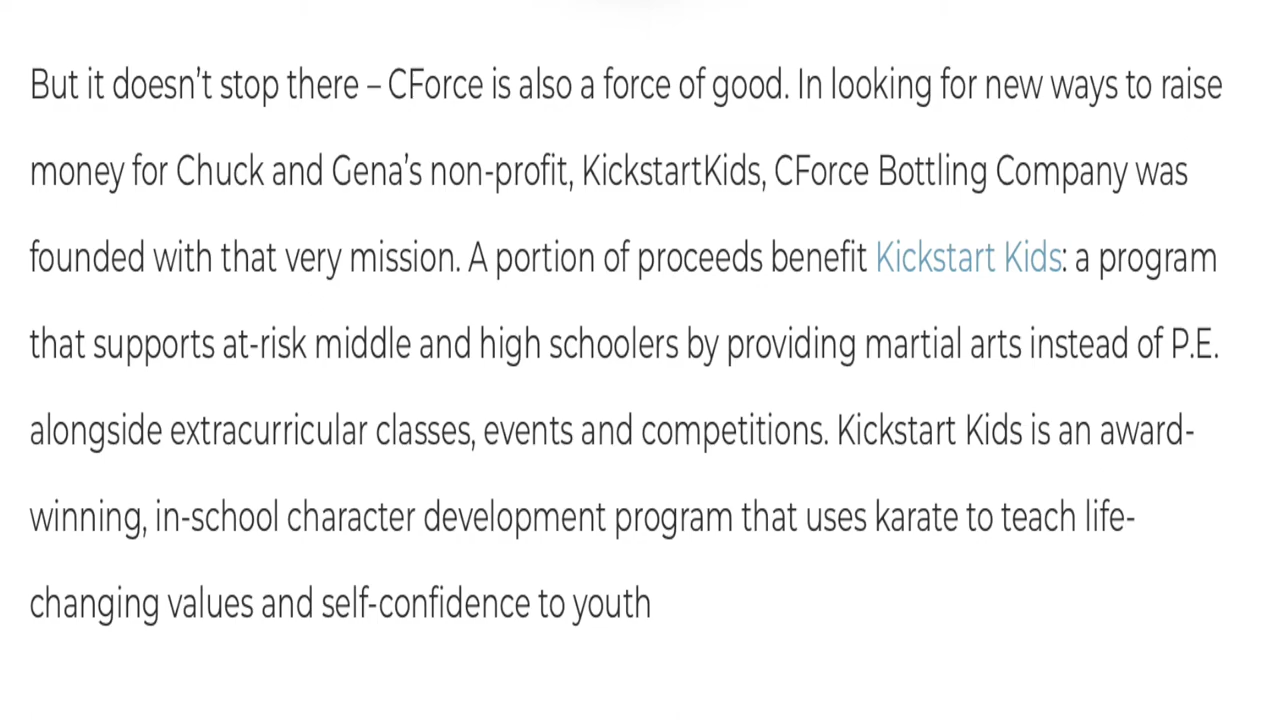 But it doesn’t stop there – CForce is also a force of good. In looking for new ways to raise
money for Chuck and Gena’s non-profit, KickstartKids, CForce Bottling Company was
founded with that very mission. A portion of proceeds benefit Kickstart Kids: a program
that supports at-risk middle and high schoolers by providing martial arts instead of P.E.
alongside extracurricular classes, events and competitions. Kickstart Kids is an award-
winning, in-school character development program that uses karate to teach life-
changing values and self-confidence to youth